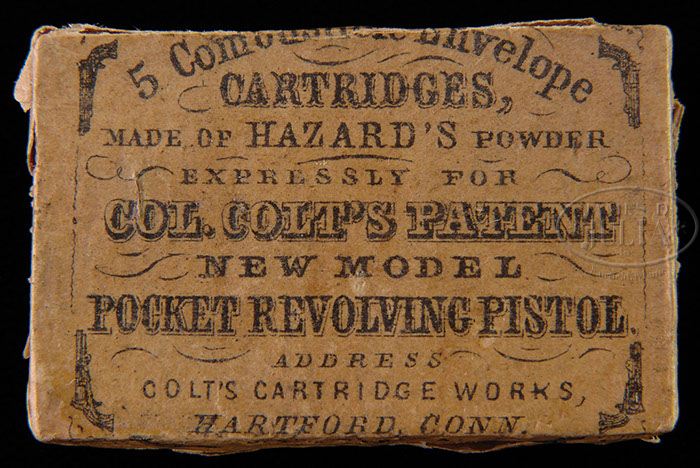 5 Combustible Envelope
CARTRIDGES,
MADE OF HAZARD'S POWDER
EXPRESSLY FOR
COL. COLT'S PATENT
NEW MODEL
POCKET REVOLVING PISTOL.
ADDRESS
COLT'S CARTRIDGE WORKS,
HARTFORD, CONN.